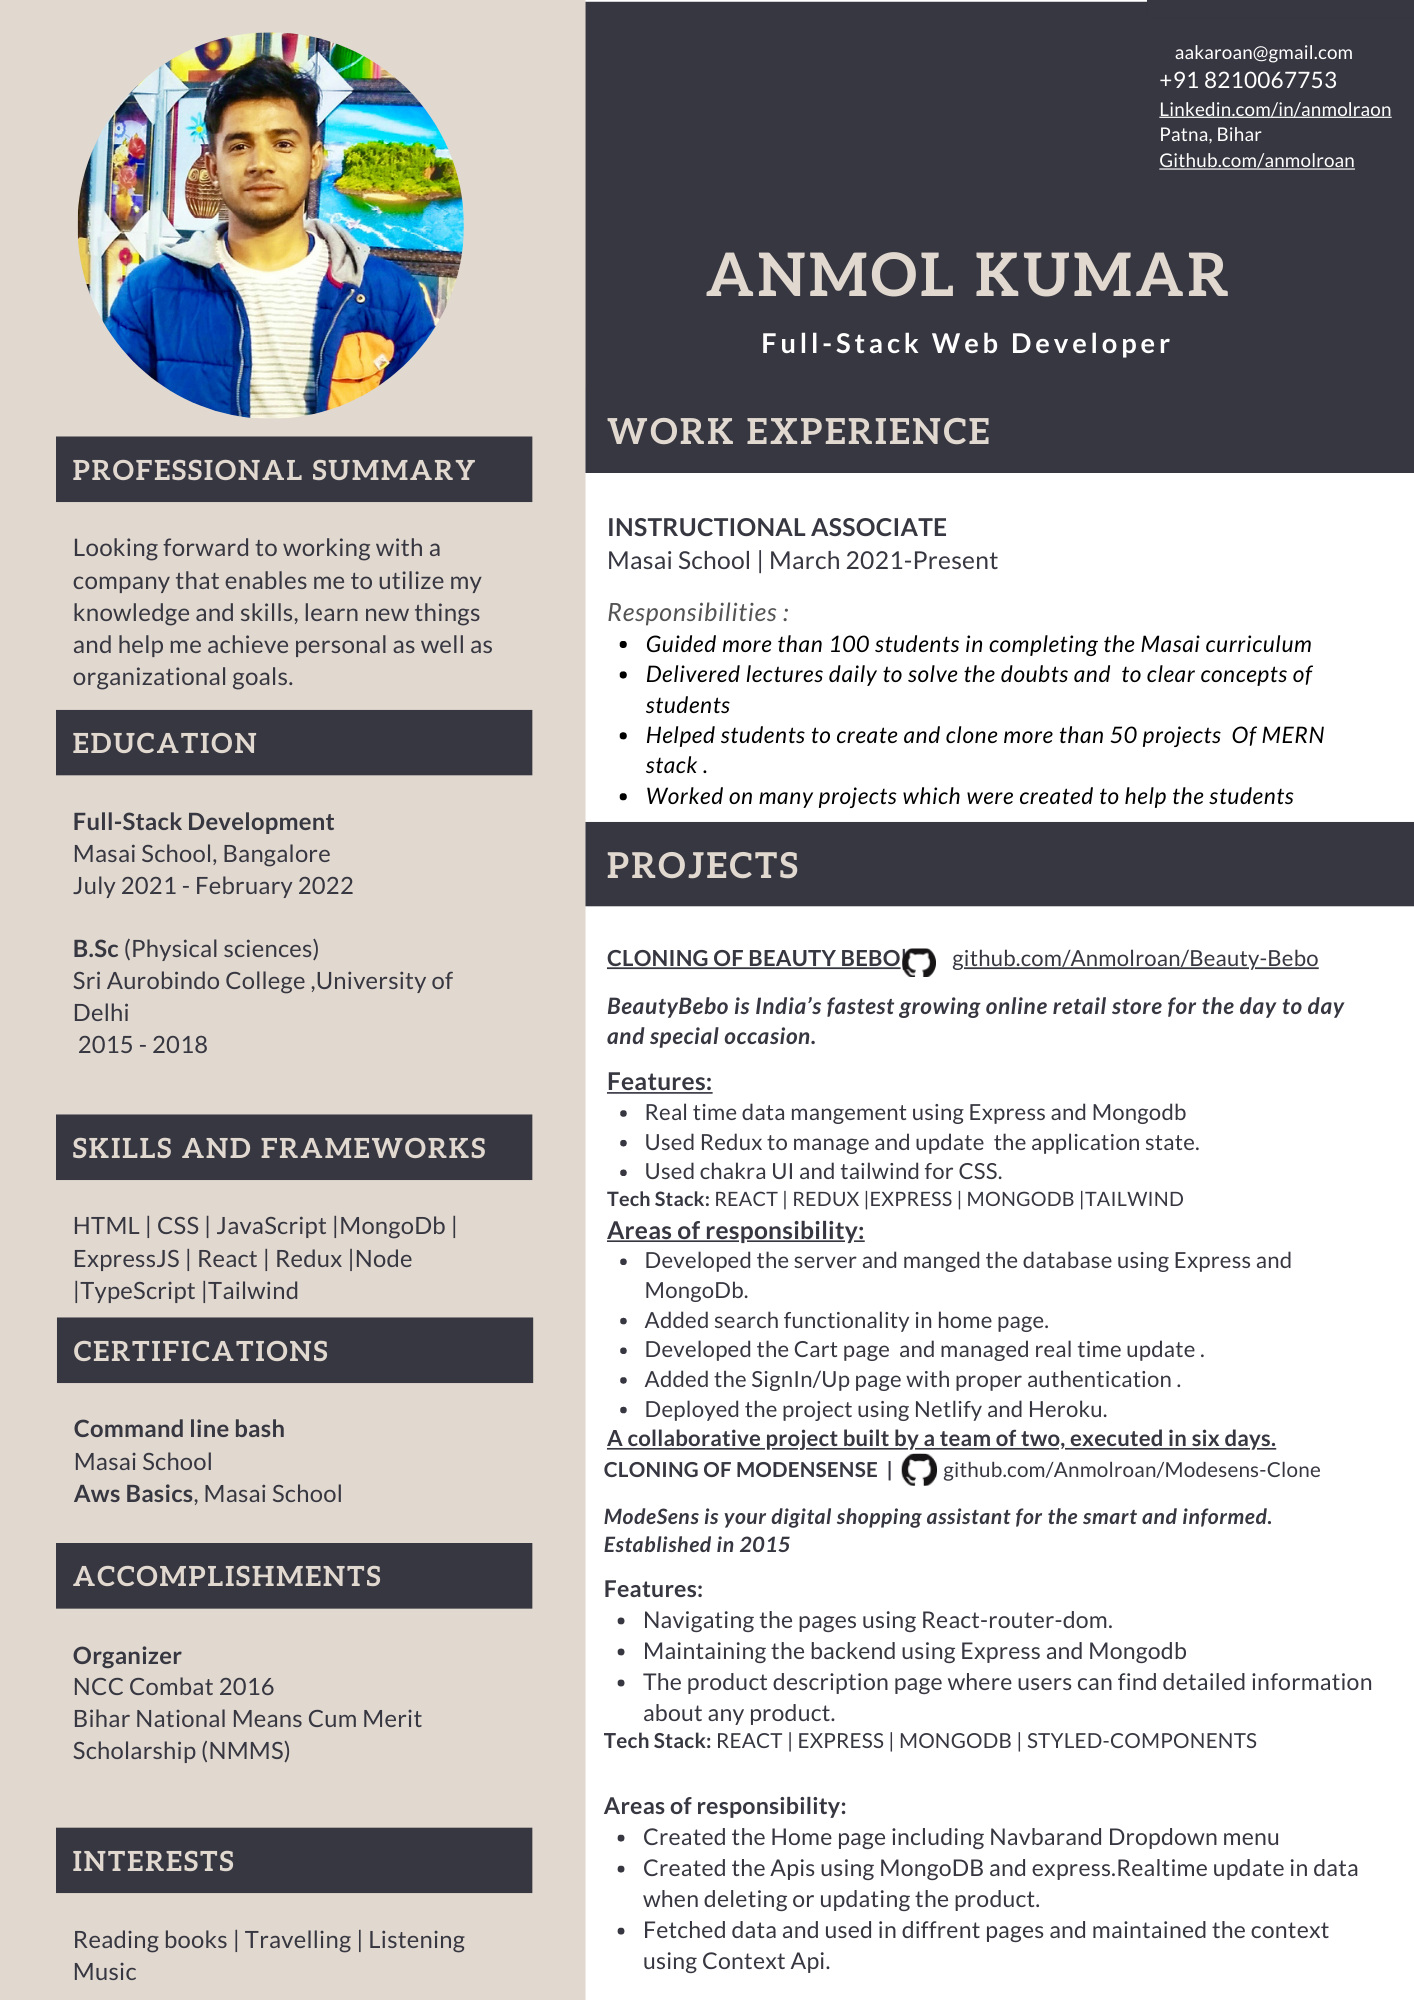 aakaroan@gmail.com
+91 8210067753
Linkedin.com/in/anmolraon
Patna, Bihar
Github.com/anmolroan
ANMOL KUMAR
Full-Stack Web Developer
PROFESSIONAL SUMMARY
Looking forward to working with a
company that enables me to utilize my
knowledge and skills, learn new things
and help me achieve personal as well as
organizational goals.
EDUCATION
Full-Stack Development
Masai School, Bangalore
July 2021 - February 2022
B.Sc (Physical sciences)
Sri Aurobindo College ,University of
Delhi
2015 - 2018
SKILLS AND FRAMEWORKS
HTML | CSS | JavaScript |MongoDb |
ExpressJS | React | Redux |Node
|TypeScript |Tailwind
CERTIFICATIONS
Command line bash
Masai School
Aws Basics, Masai School
ACCOMPLISHMENTS
Organizer
NCC Combat 2016
Bihar National Means Cum Merit
Scholarship (NMMS)
INTERESTS
Reading books | Travelling | Listening
Music
WORK EXPERIENCE
INSTRUCTIONAL ASSOCIATE
Masai School | March 2021-Present
Responsibilities :
• Guided more than 100 students in completing the Masai curriculum
• Delivered lectures daily to solve the doubts and  to clear concepts of
students
• Helped students to create and clone more than 50 projects  Of MERN
stack .
• Worked on many projects which were created to help the students
PROJECTS
CLONING OF BEAUTY BEBO| github.com/Anmolroan/Beauty-Bebo
BeautyBebo is India’s fastest growing online retail store for the day to day
and special occasion.
Features:
• Real time data mangement using Express and Mongodb
• Used Redux to manage and update  the application state.
• Used chakra UI and tailwind for CSS.
Tech Stack: REACT | REDUX |EXPRESS | MONGODB |TAILWIND
Areas of responsibility:
• Developed the server and manged the database using Express and
MongoDb.
• Added search functionality in home page.
• Developed the Cart page  and managed real time update .
• Added the SignIn/Up page with proper authentication .
• Deployed the project using Netlify and Heroku.
A collaborative project built by a team of two, executed in six days.
CLONING OF MODENSENSE | github.com/Anmolroan/Modesens-Clone
ModeSens is your digital shopping assistant for the smart and informed.
Established in 2015
Features:
• Navigating the pages using React-router-dom.
• Maintaining the backend using Express and Mongodb
• The product description page where users can find detailed information
about any product.
Tech Stack: REACT | EXPRESS | MONGODB | STYLED-COMPONENTS
Areas of responsibility:
• Created the Home page including Navbarand Dropdown menu
• Created the Apis using MongoDB and express.Realtime update in data
when deleting or updating the product.
• Fetched data and used in diffrent pages and maintained the context
using Context Api.